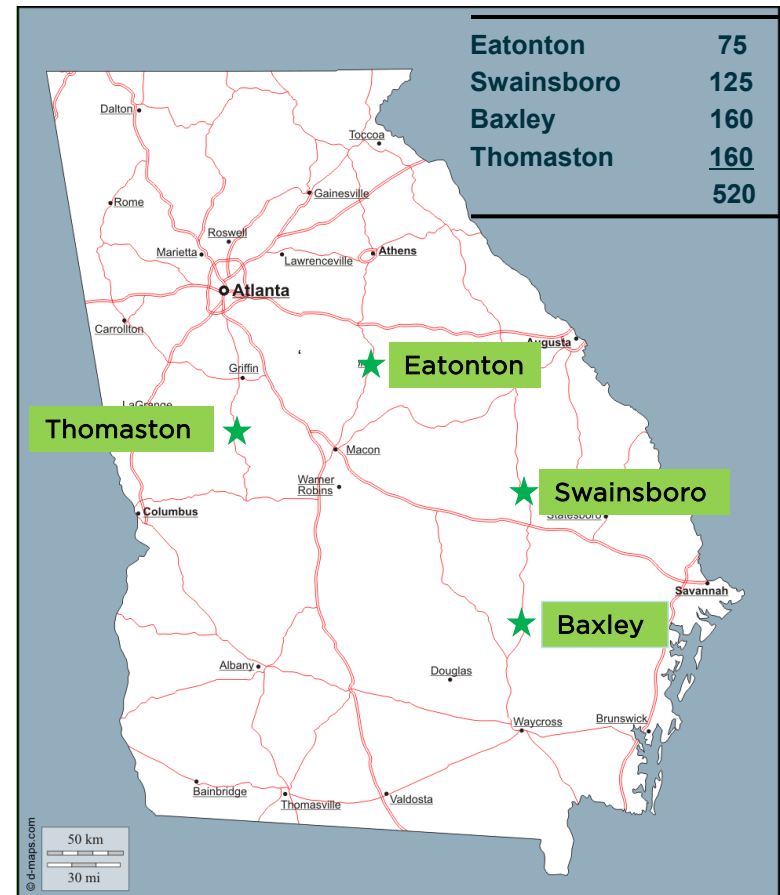 Eatonton 75
Swainsboro 125
Baxley 160
Thomaston 160
520
Dalton
Toccoa
Gainesville
Rome
Roswell
Marietta
Lawrenceville
Athens
Atlanta
Carrollton
Augusta
Eatonton
Griffin
LaGrange
Thomaston
Macon
Warner
Robins
Swainsboro
Columbus
Statesboro
Savannah
Baxley
Albany
Douglas
Waycross
Brunswick
Bainbridge
Thomasville
Valdosta
50 km
30 mi
© d-maps.com